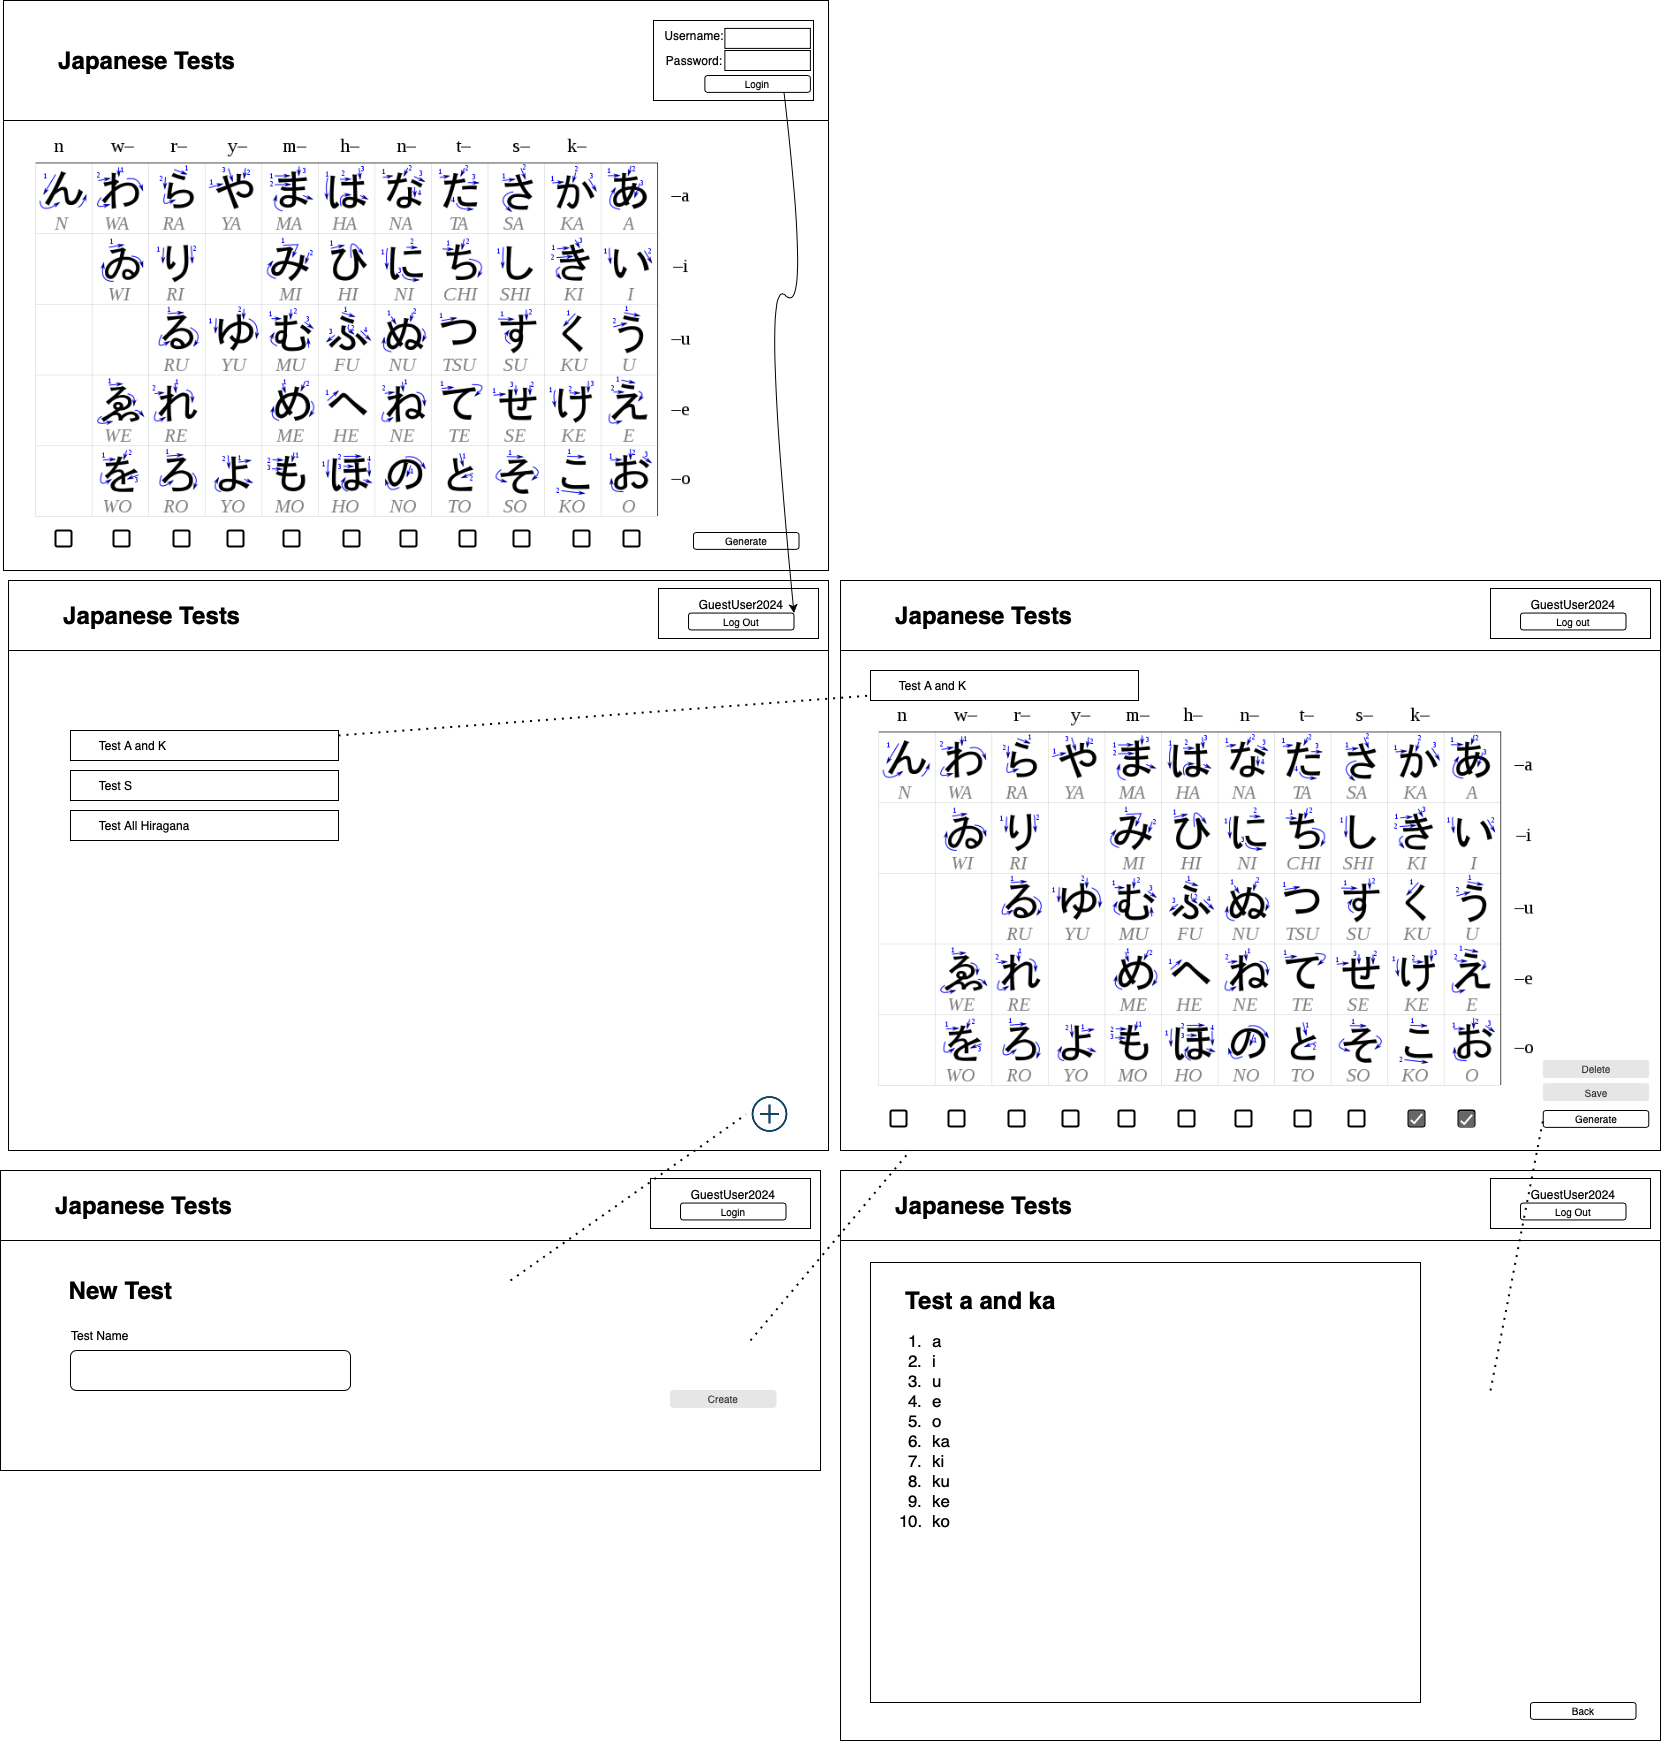 Japanese Tests
Username:
Password:
Login
n w– r– y– m– h– n– t– s– k–
ん わ ら や ま は な た さ か あ –a
N WA RA YA MA HA NA TA SA KA A
ゐ り み ひ に ち し き い –i
WI RI MI HI NI CHI SHI KI I
る ゆ む ふ ぬ つ す く う –u
RU YU MU FU NU TSU SU KU U
ゑ れ め へ ね て せ け え –e
WE RE ME HE NE TE SE KE E
を ろ よ も ほ の と そ こ お –o
WO RO YO MO HO NO TO SO KO O
Generate
Japanese Tests
GuestUser2024
Log Out
Test A and K
Test S
Test All Hiragana
Japanese Tests
GuestUser2024
Log out
Test A and K
n w– r– y– m– h– n– t– s– k–
ん わ ら や ま は な た さ か あ –a
N WA RA YA MA HA NA TA SA KA A
ゐ り み ひ に ち し き い –i
WI RI MI HI NI CHI SHI KI I
る ゆ む ふ ぬ つ す く う –u
RU YU MU FU NU TSU SU KU U
ゑ れ め へ ね て せ け え –e
WE RE ME HE NE TE SE KE E
を ろ よ も ほ の と そ こ お –o
WO RO YO MO HO NO TO SO KO O
Delete
Save
Generate
Japanese Tests
GuestUser2024
Login
New Test
Test Name
Create
Japanese Tests
GuestUser2024
Log Out
Test a and ka
1. a
2. i
3. u
4. e
5. o
6. ka
7. ki
8. ku
9. ke
10. ko
Back